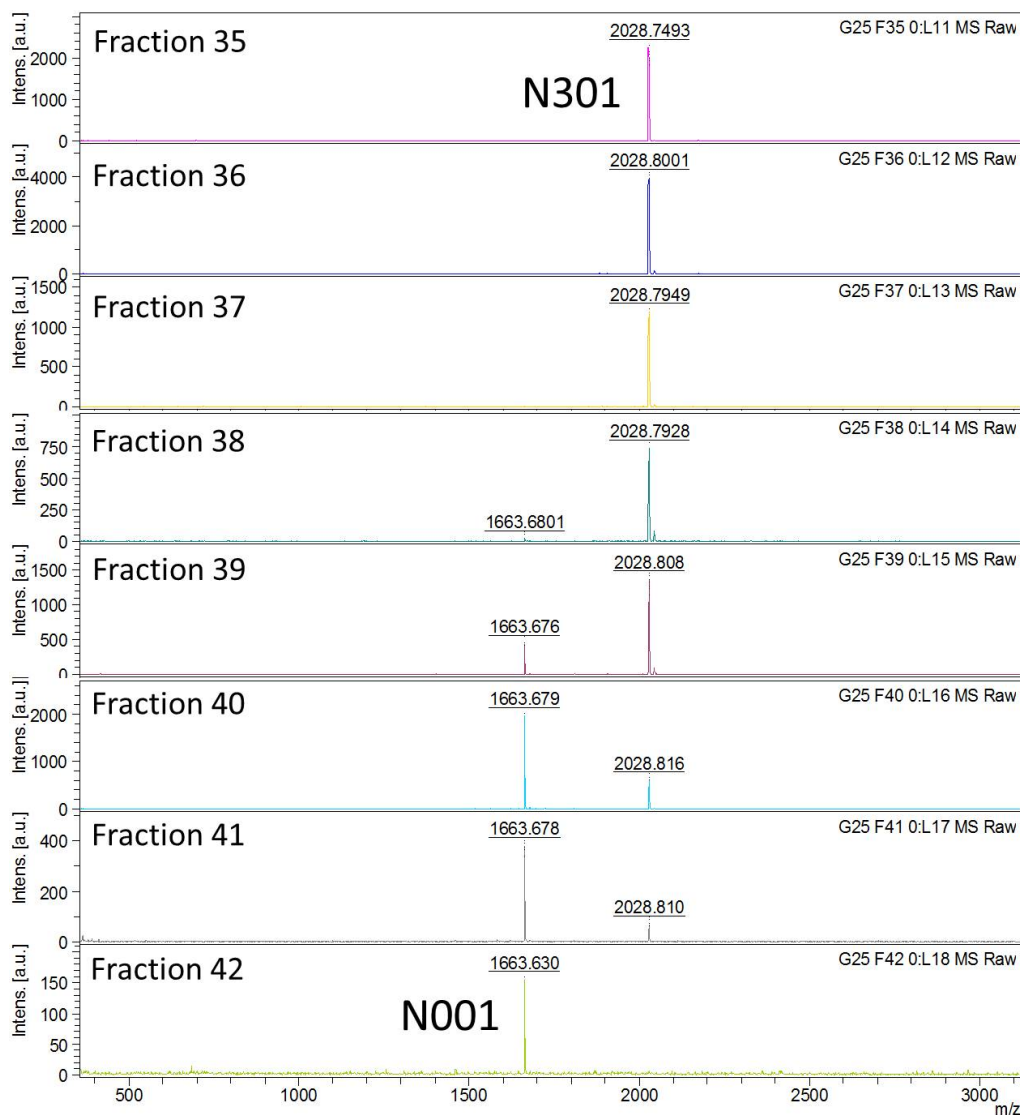 Intens. [a.u.]
2000
1000
0
Fraction 35
2028.7493
G25 F35 0:L11 MS Raw
N301
Intens. [a.u.]
4000
2000
0
Fraction 36
2028.8001
G25 F36 0:L12 MS Raw
Intens. [a.u.]
1500
1000
500
0
Fraction 37
2028.7949
G25 F37 0:L13 MS Raw
Intens. [a.u.]
750
500
250
0
Fraction 38
2028.7928
G25 F38 0:L14 MS Raw
1663.6801
Intens. [a.u.]
1500
1000
500
0
Fraction 39
2028.808
G25 F39 0:L15 MS Raw
1663.676
Intens. [a.u.]
2000
1000
0
Fraction 40
1663.679
G25 F40 0:L16 MS Raw
2028.816
Intens. [a.u.]
400
200
0
Fraction 41
1663.678
G25 F41 0:L17 MS Raw
2028.810
Intens. [a.u.]
150
100
50
0
Fraction 42
1663.630
G25 F42 0:L18 MS Raw
N001
500 1000 1500 2000 2500 3000
m/z